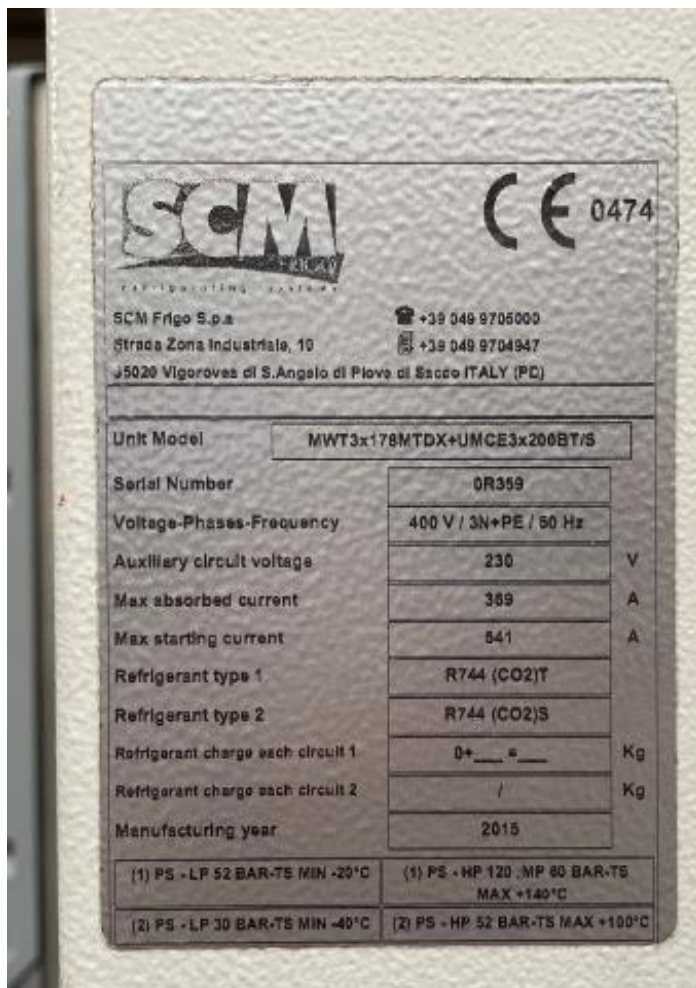 SCM
FRIGO
refrigerating systems
CE 0474
SCM Frigo S.p.a
+39 049 9705000
Strada Zona Industriale, 10
+39 049 9704947
35020 Vigorovea di S.Angelo di Piove di Sacco ITALY (PD)
Unit Model MWT3x178MTDX+UMCE3x200BT/S
Serial Number 0R359
Voltage-Phases-Frequency 400 V / 3N+PE / 50 Hz
Auxiliary circuit voltage 230 V
Max absorbed current 369 A
Max starting current 541 A
Refrigerant type 1 R744 (CO2)T
Refrigerant type 2 R744 (CO2)S
Refrigerant charge each circuit 1 0+___ =___ Kg
Refrigerant charge each circuit 2 / Kg
Manufacturing year 2015
(1) PS - LP 52 BAR-TS MIN -20°C
(1) PS - HP 120 ,MP 60 BAR-TS
MAX +140°C
(2) PS - LP 30 BAR-TS MIN -40°C
(2) PS - HP 52 BAR-TS MAX +100°C